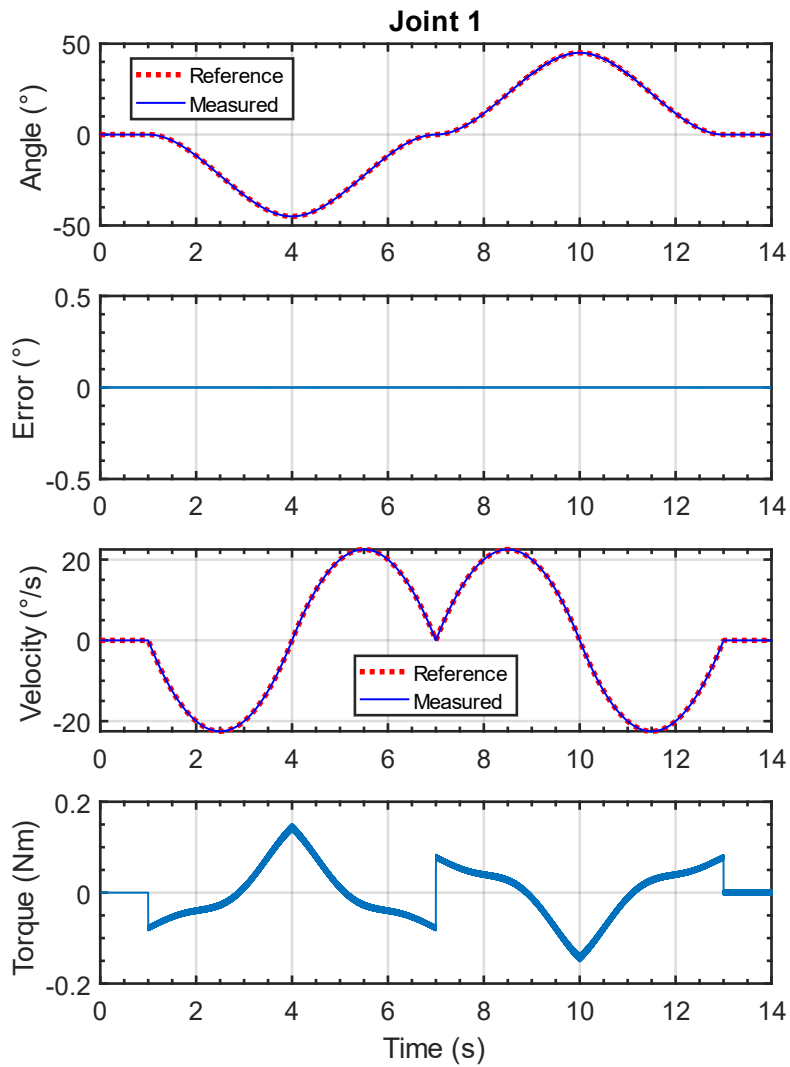 Joint 1
50
0
-50
Angle (°)
Reference
Measured
0 2 4 6 8 10 12 14
0.5
0
-0.5
Error (°)
0 2 4 6 8 10 12 14
20
0
-20
Velocity (°/s)
Reference
Measured
0 2 4 6 8 10 12 14
0.2
0
-0.2
Torque (Nm)
0 2 4 6 8 10 12 14
Time (s)